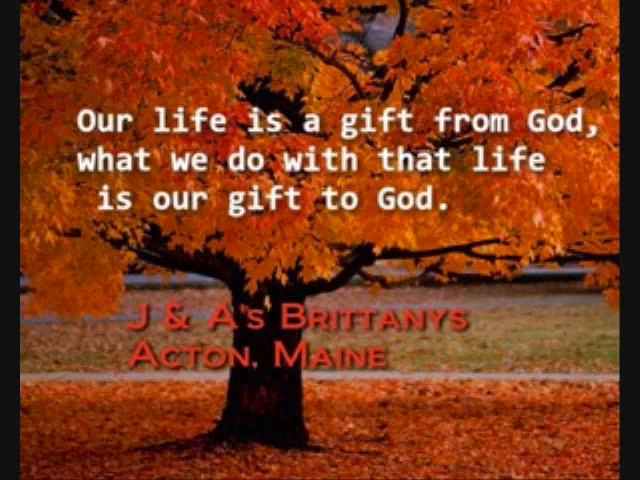 Our life is a gift from God,
what we do with that life
is our gift to God.
J & A's Brittanys
Acton, Maine